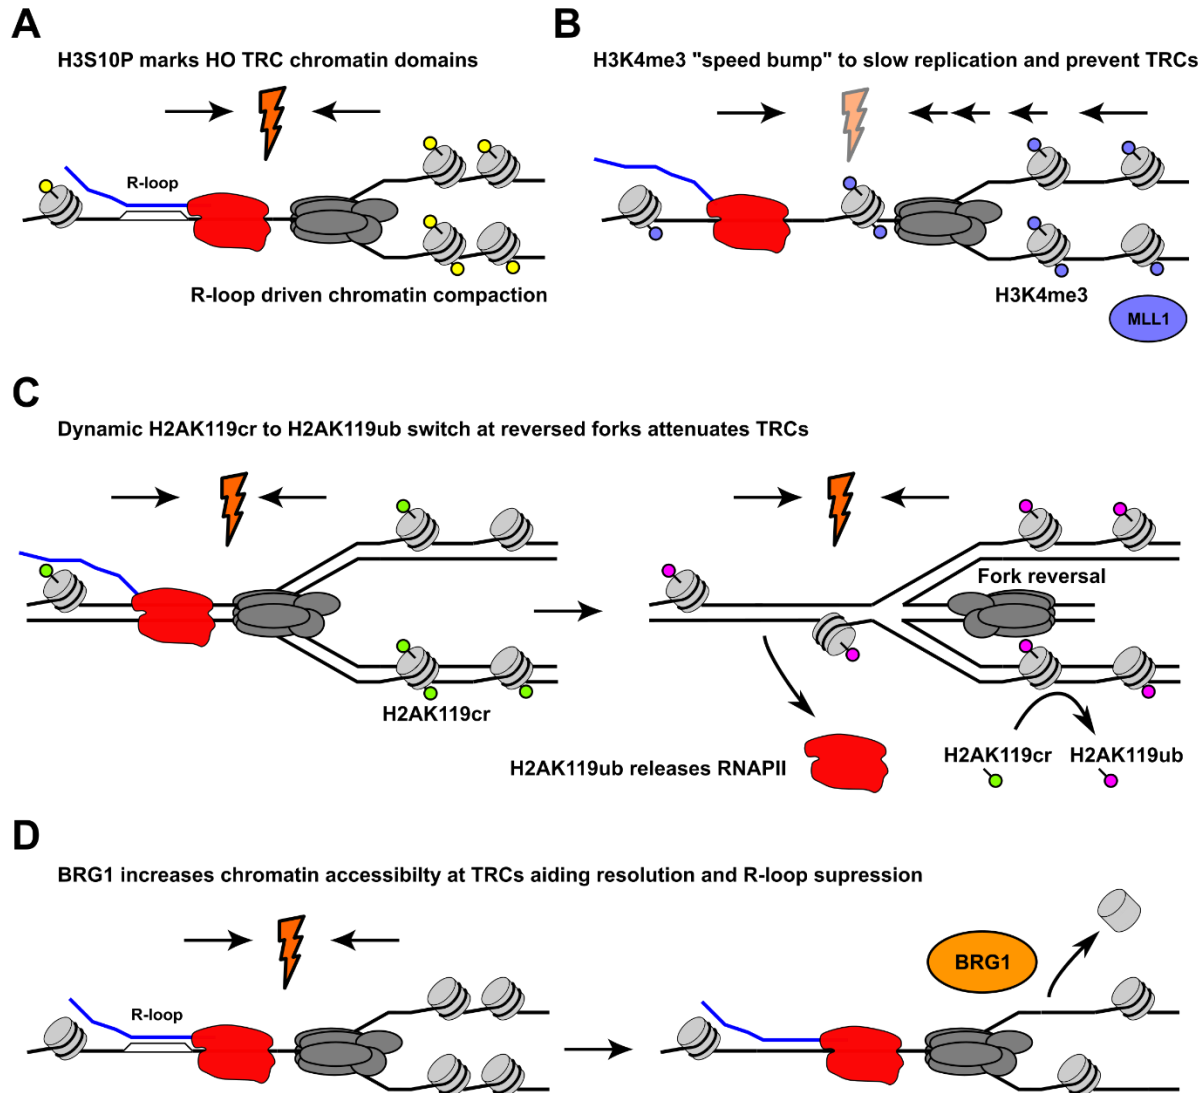 A
H3S10P marks HO TRC chromatin domains
R-loop
R-loop driven chromatin compaction
B
H3K4me3 "speed bump" to slow replication and prevent TRCs
H3K4me3
MLL1
C
Dynamic H2AK119cr to H2AK119ub switch at reversed forks attenuates TRCs
H2AK119cr
Fork reversal
H2AK119ub releases RNAPII
H2AK119cr
H2AK119ub
D
BRG1 increases chromatin accessibilty at TRCs aiding resolution and R-loop supression
R-loop
BRG1